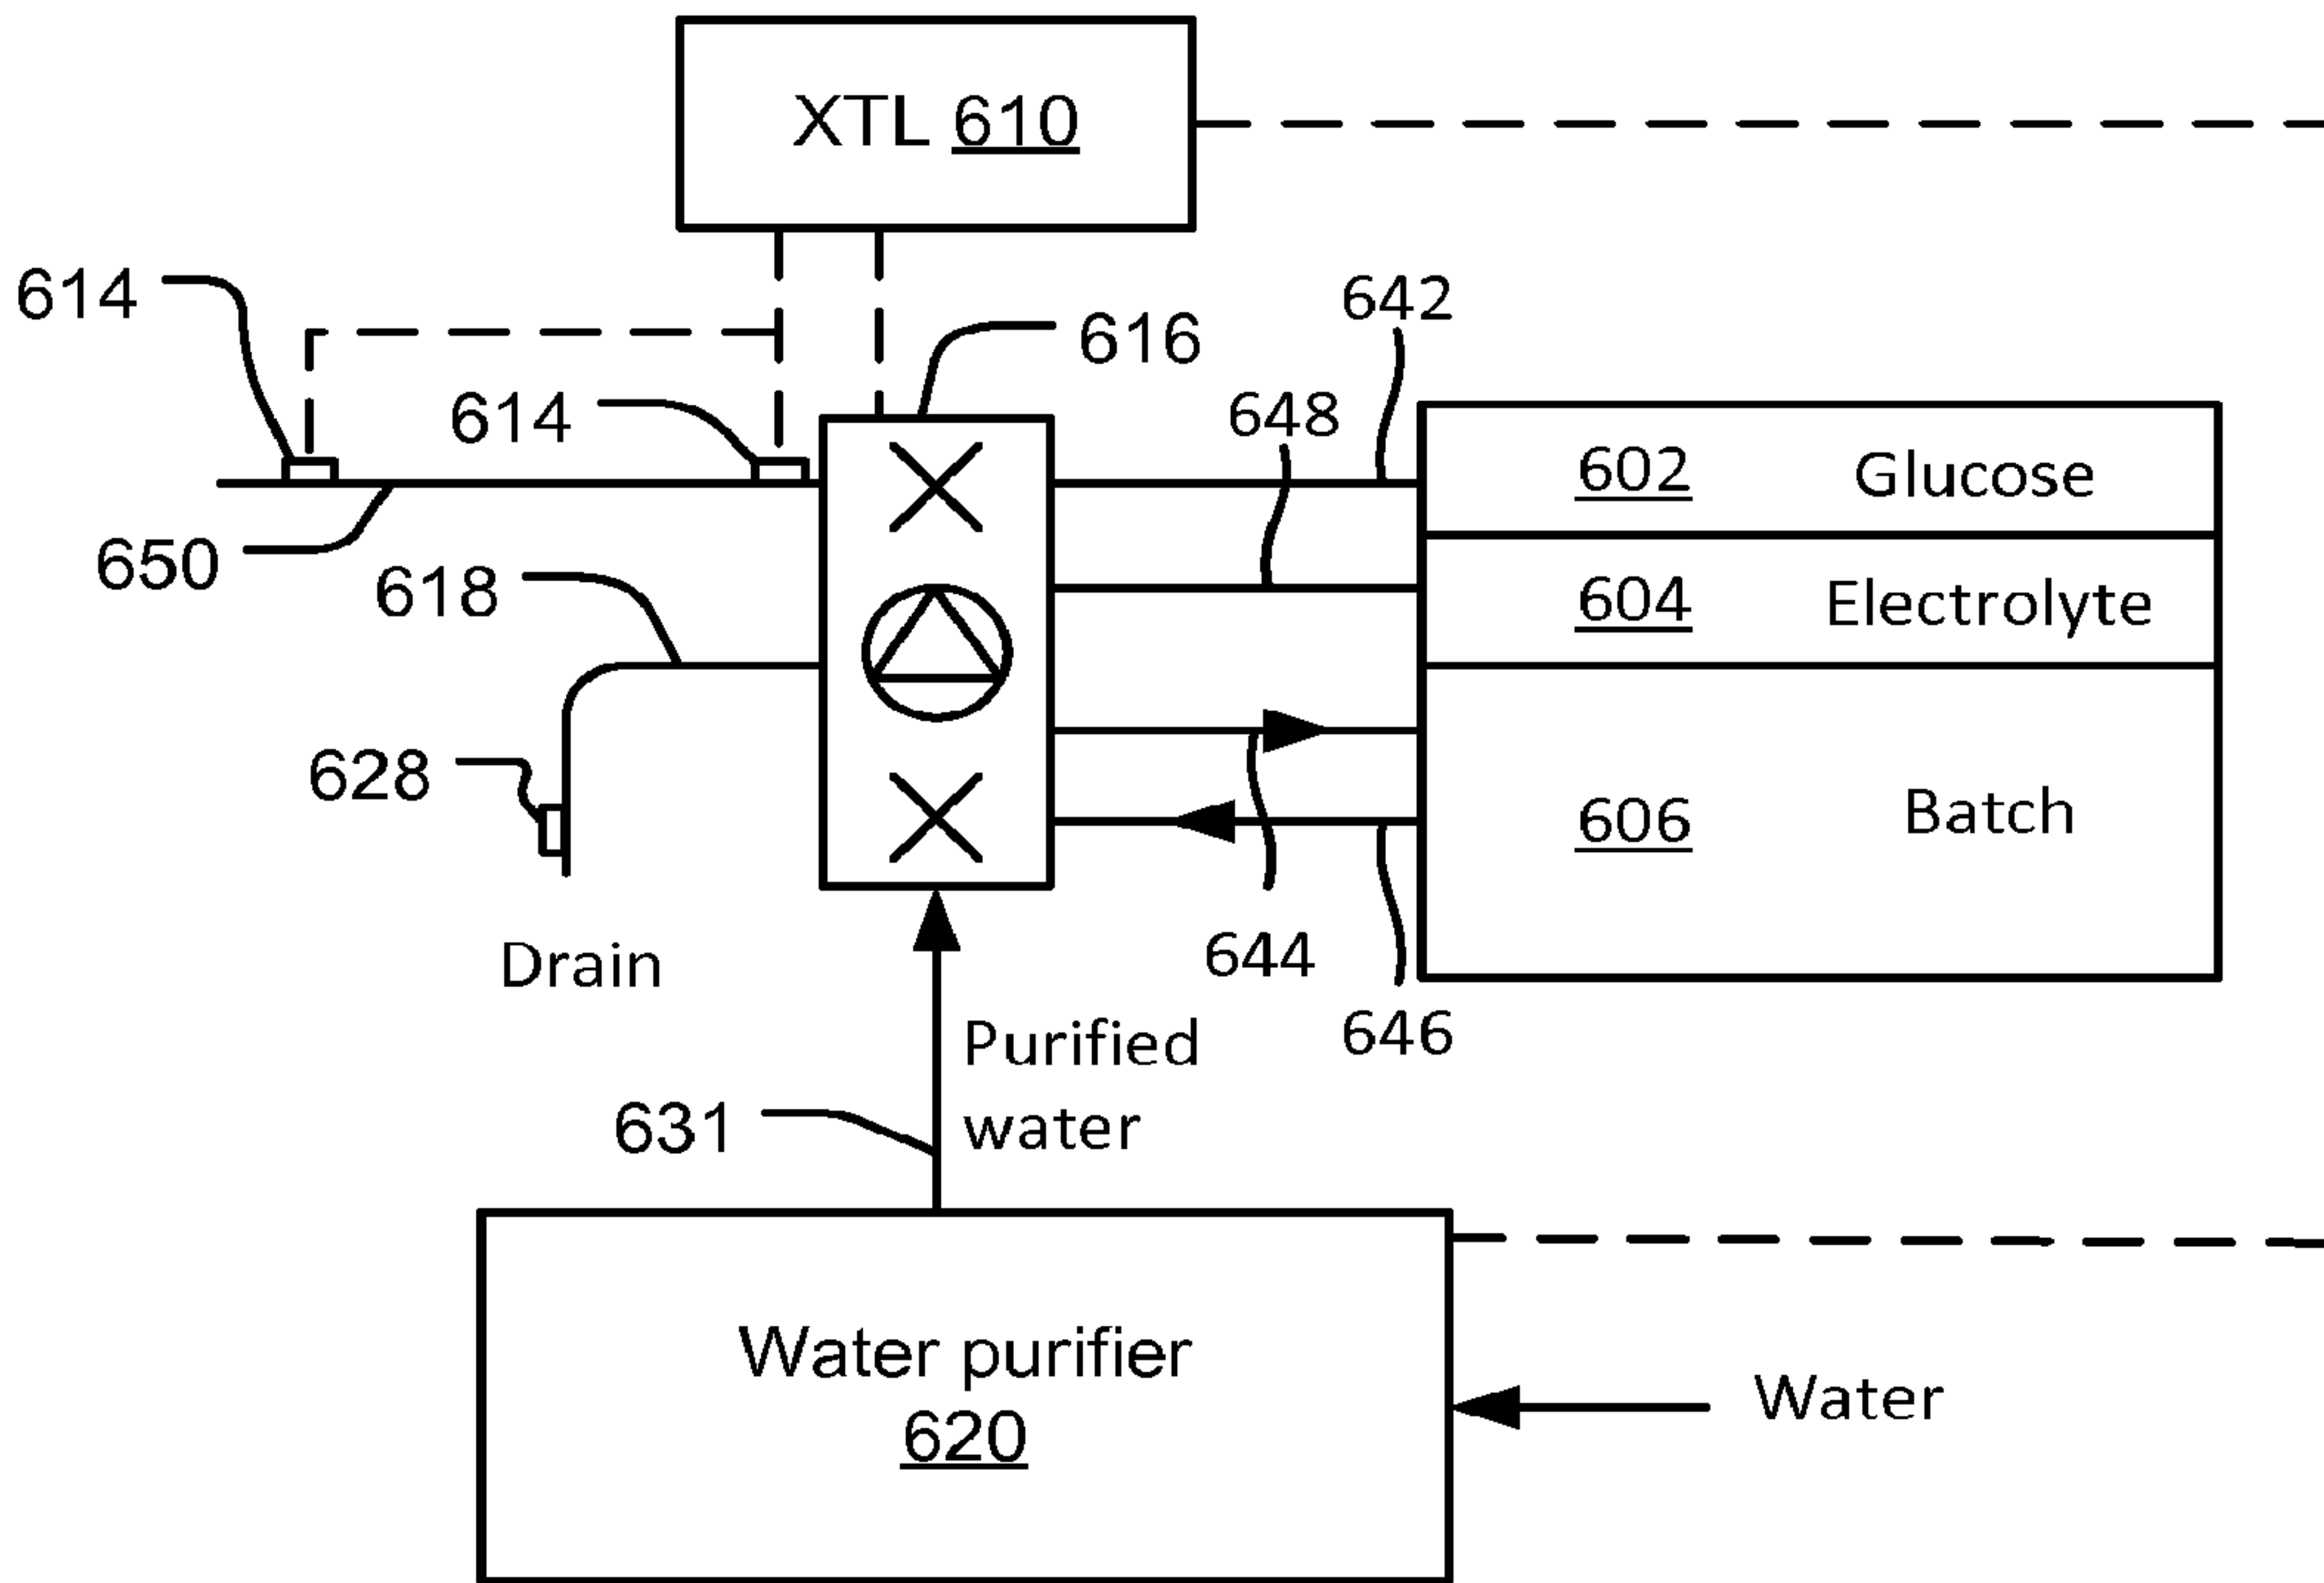 XTL 610
614
642
616
614
648
602 Glucose
650
618
604 Electrolyte
628
606 Batch
644
Drain
646
Purified
water
631
Water purifier
620
Water